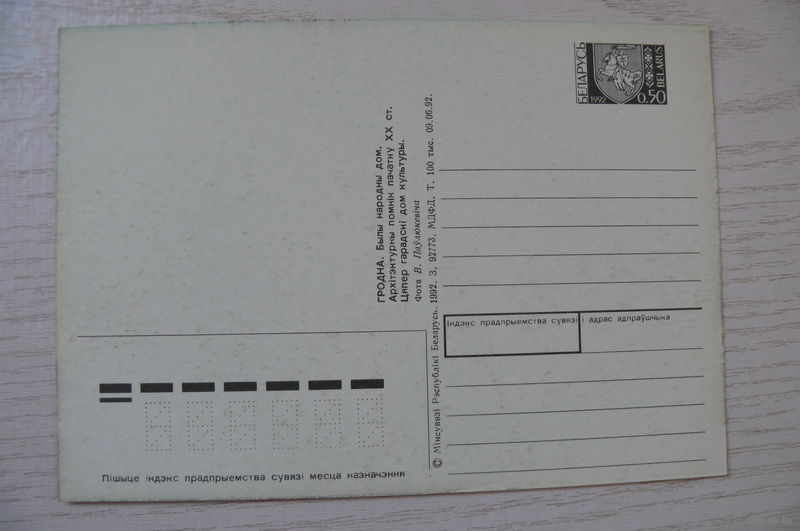 БЕЛАРУСЬ
1992
0.50
BELARUS
ГРОДНА. Былы народны дом.
Архітэктурны помнік пачатку XX ст.
Цяпер гарадскі дом культуры.
Фота В. Паўлюкевіча
© Мінсувязі Рэспублікі Беларусь. 1992. З. 92773. МДФД. Т. 100 тыс. 09.06.92.
Індэкс прадпрыемства сувязі і адрас адпраўшчыка
Пішыце індэкс прадпрыемства сувязі месца назначэння